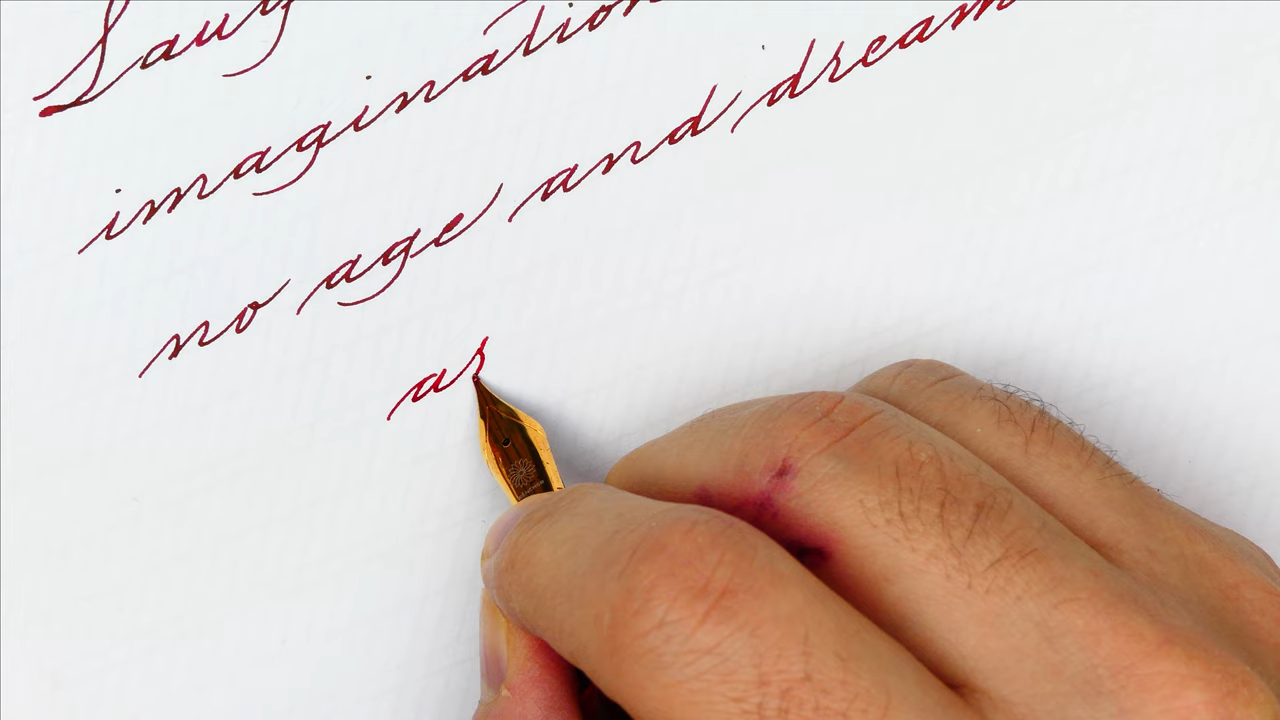 imagination
no age and dream
as